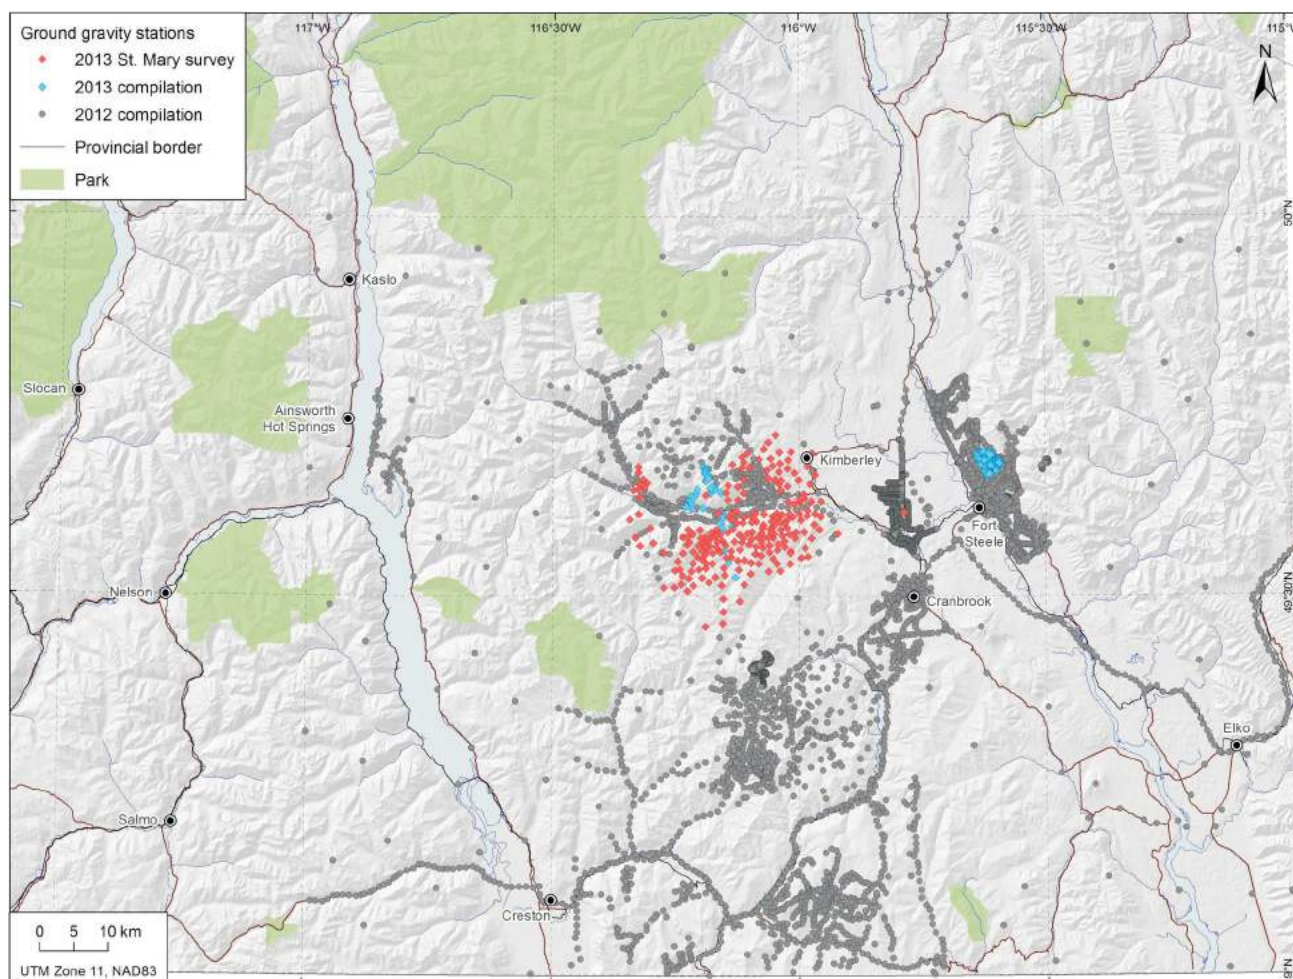 117°W
116°30'W
116°W
115°30'W
115°W
Ground gravity stations
2013 St. Mary survey
2013 compilation
2012 compilation
Provincial border
Park
N
50°N
Kaslo
Slocan
Ainsworth
Hot Springs
Kimberley
Fort
Steele
Nelson
Cranbrook
49°30'N
Elko
Salmo
Creston
0 5 10 km
UTM Zone 11, NAD83